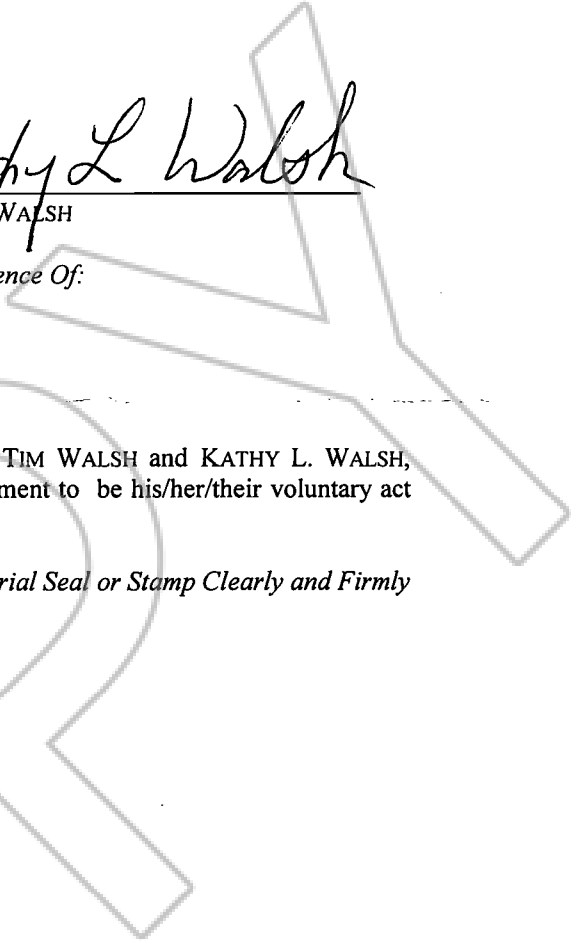 hy L Walsh
WALSH
ence Of:
TIM WALSH and KATHY L. WALSH,
ment to be his/her/their voluntary act
rial Seal or Stamp Clearly and Firmly